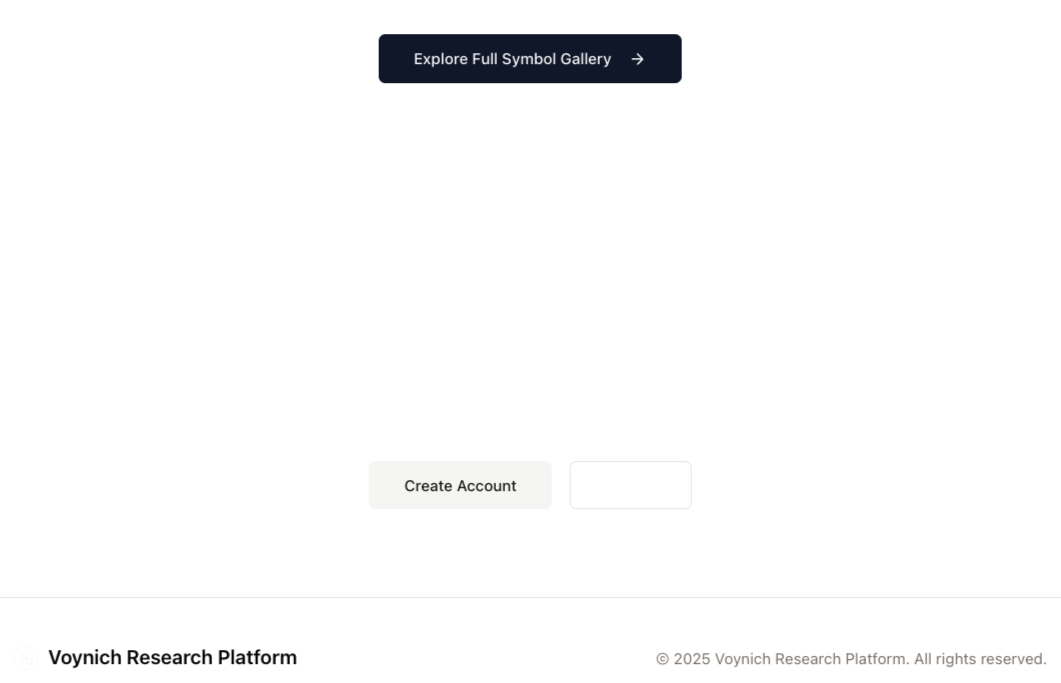 Explore Full Symbol Gallery →
Create Account
Voynich Research Platform
© 2025 Voynich Research Platform. All rights reserved.